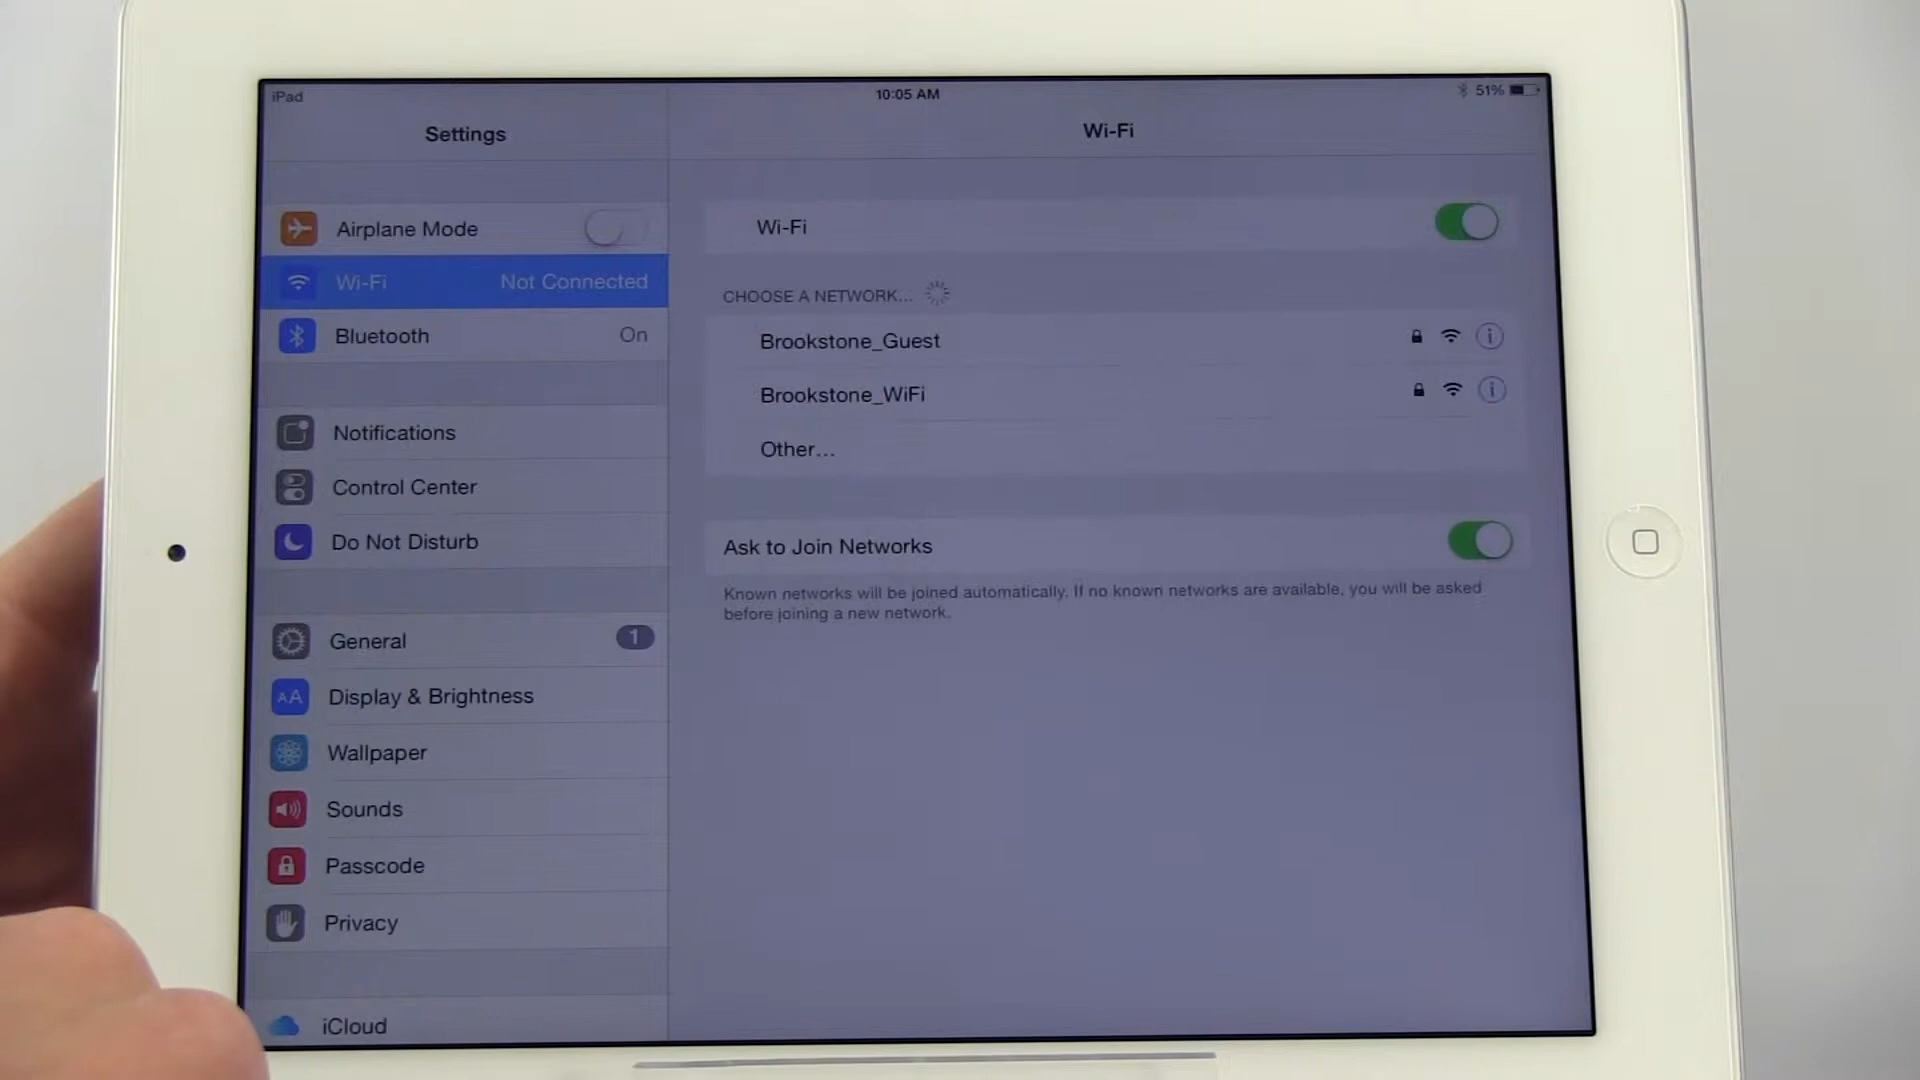 iPad
10:05 AM
51%
Settings
Wi-Fi
Airplane Mode
Wi-Fi Not Connected
Bluetooth On
Notifications
Control Center
Do Not Disturb
General 1
AA Display & Brightness
Wallpaper
Sounds
Passcode
Privacy
iCloud
Wi-Fi
CHOOSE A NETWORK...
Brookstone_Guest
Brookstone_WiFi
Other...
Ask to Join Networks
Known networks will be joined automatically. If no known networks are available, you will be asked
before joining a new network.